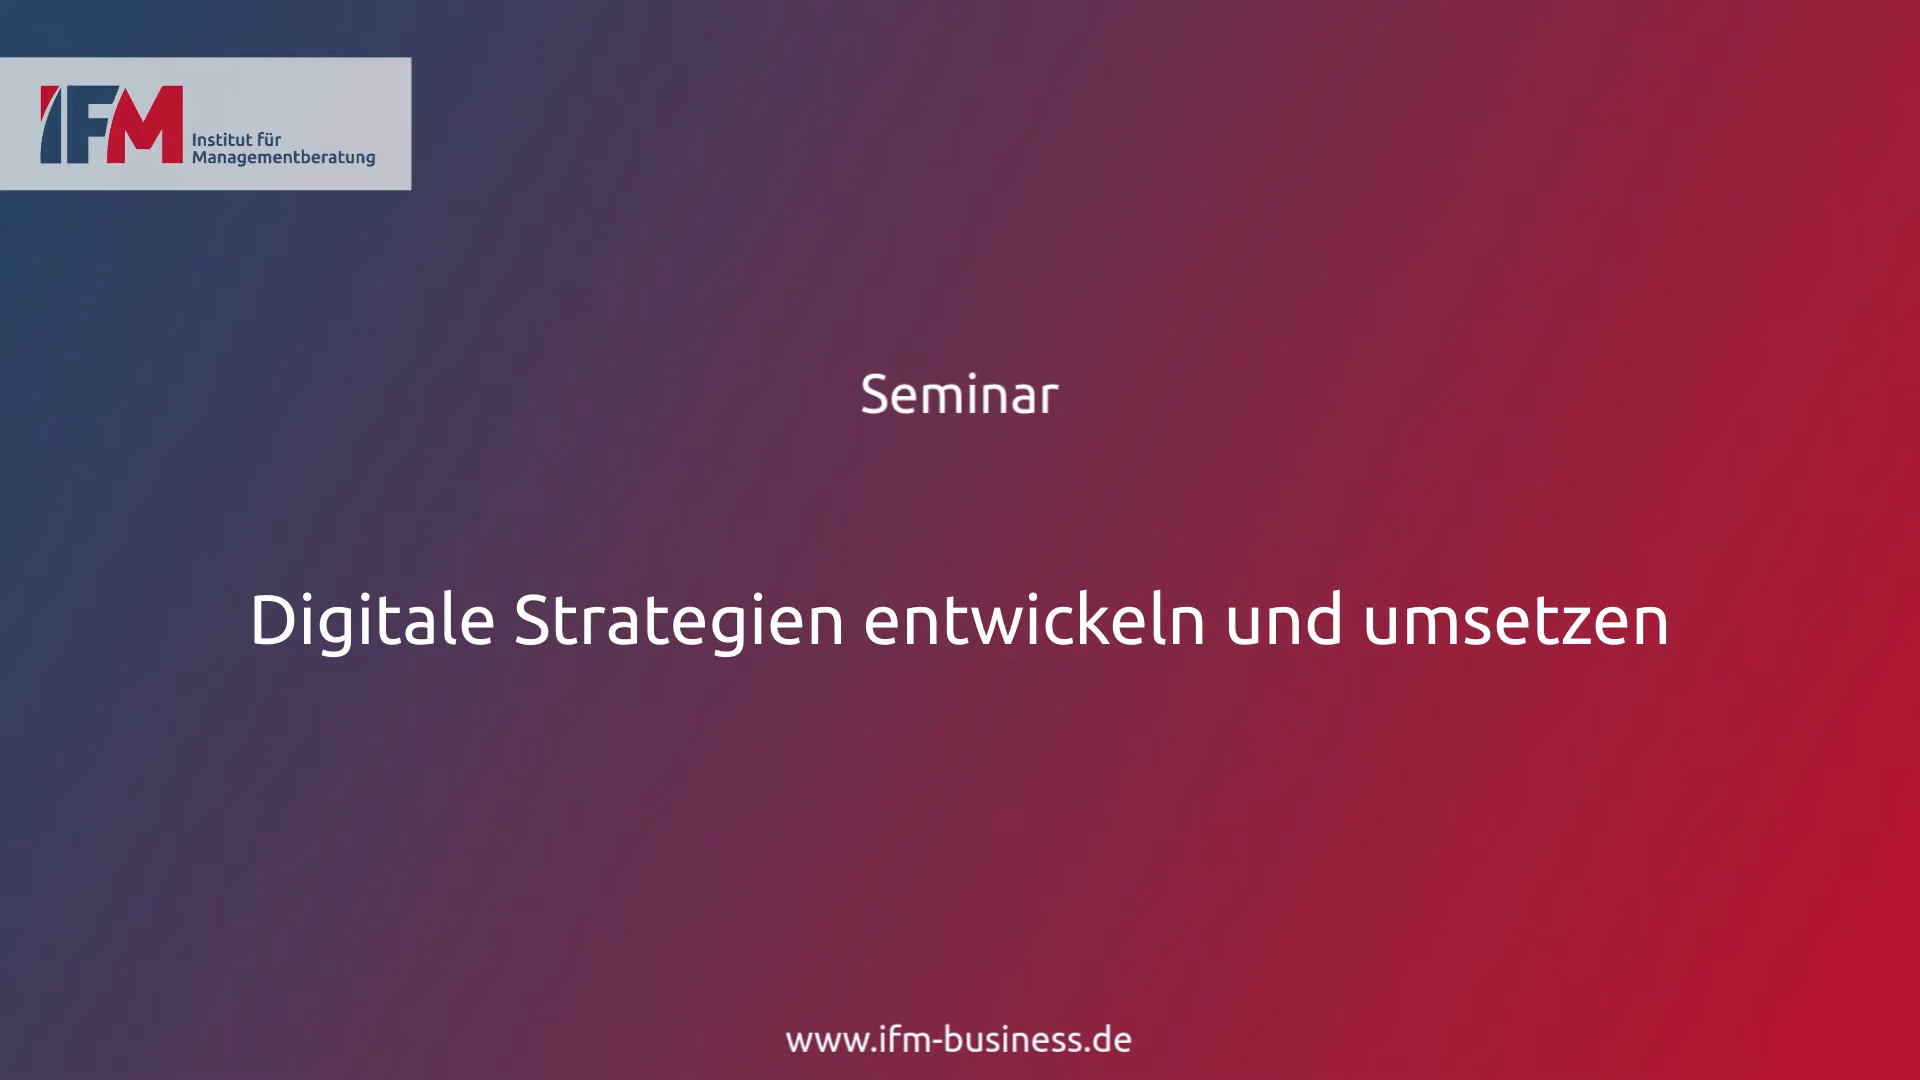 IFM
Institut für
Managementberatung
Seminar
Digitale Strategien entwickeln und umsetzen
www.ifm-business.de